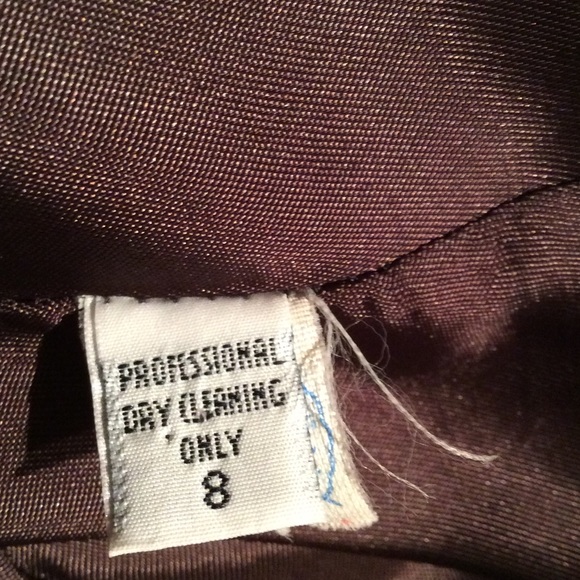 PROFESSIONAL
DRY CLEANING
ONLY
8